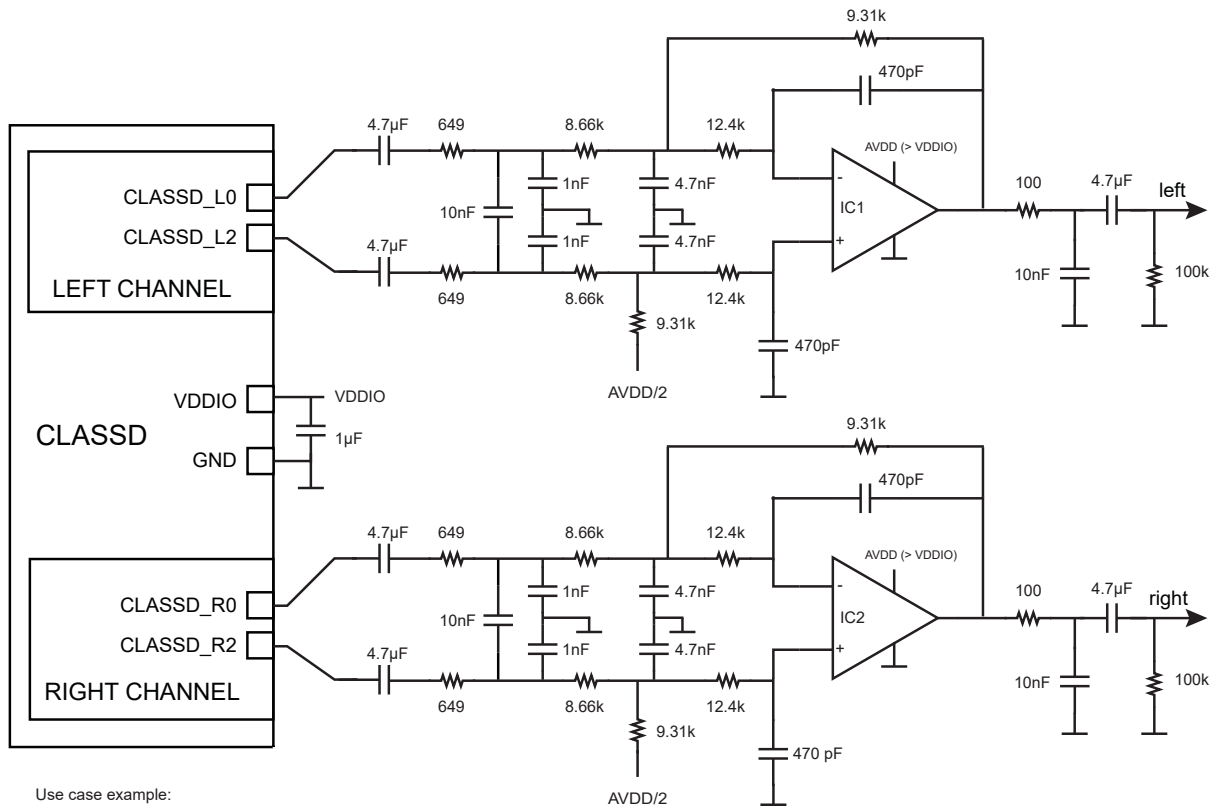 9.31k
470pF
4.7µF
649
8.66k
12.4k
AVDD (> VDDIO)
CLASSD_L0
1nF
4.7nF
-
IC1
100
4.7µF
left
10nF
CLASSD_L2
4.7µF
1nF
4.7nF
+
10nF
100k
LEFT CHANNEL
649
8.66k
12.4k
9.31k
470pF
AVDD/2
VDDIO
VDDIO
CLASSD
1µF
GND
9.31k
470pF
4.7µF
649
8.66k
12.4k
AVDD (> VDDIO)
CLASSD_R0
1nF
4.7nF
-
IC2
100
4.7µF
right
10nF
CLASSD_R2
4.7µF
1nF
4.7nF
+
10nF
100k
RIGHT CHANNEL
649
8.66k
12.4k
9.31k
470 pF
AVDD/2
Use case example: